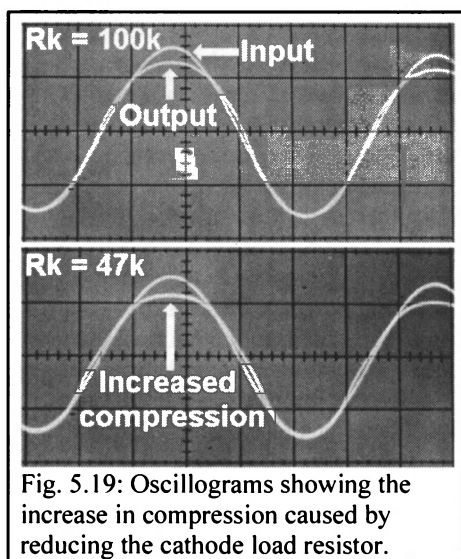 Rk = 100k
Input
Output
Rk = 47k
Increased
compression
Fig. 5.19: Oscillograms showing the
increase in compression caused by
reducing the cathode load resistor.